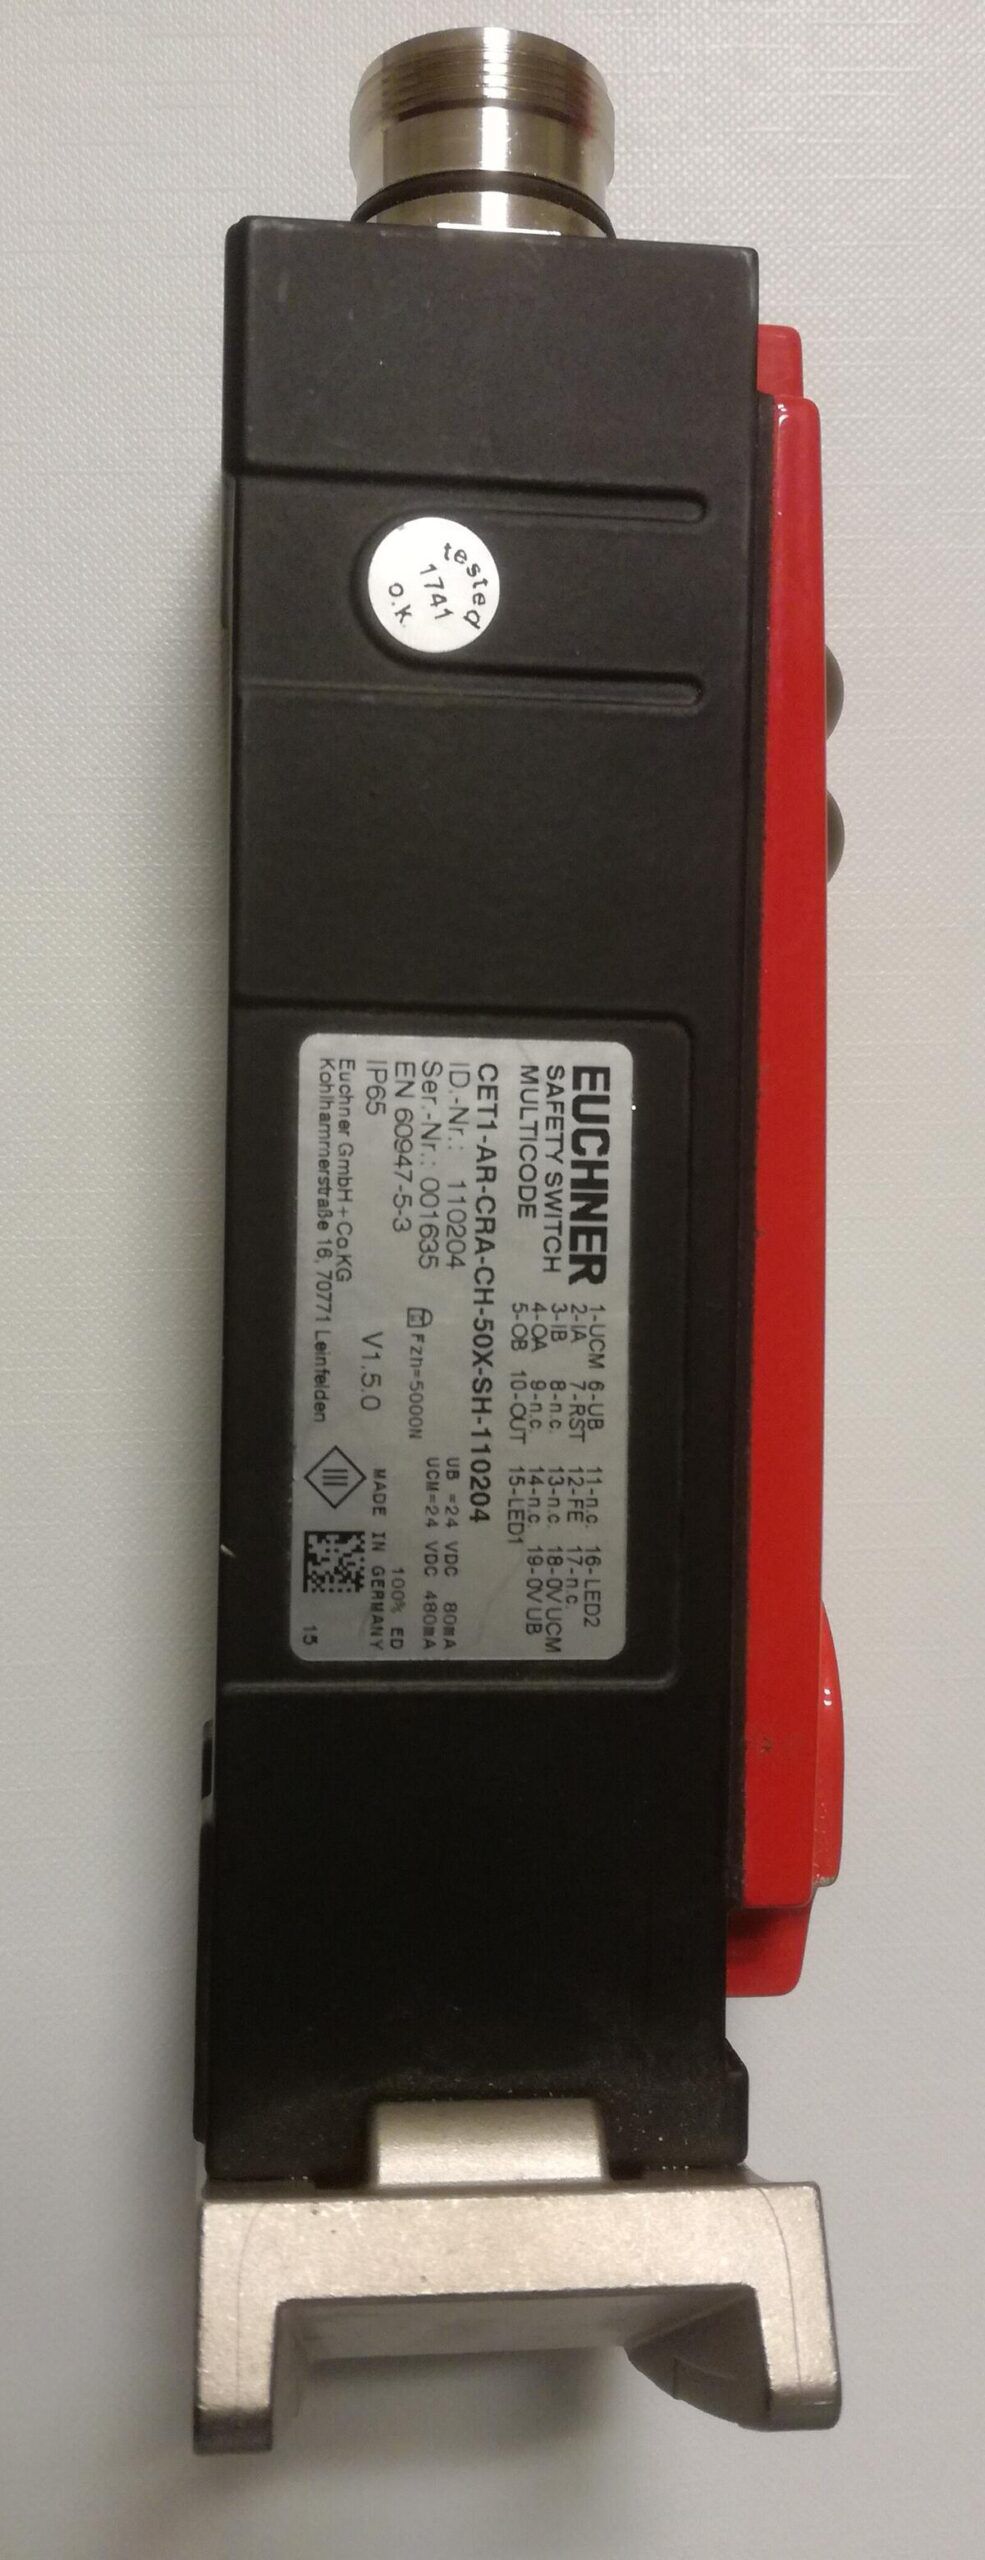 tested
1741
o.K.
EUCHNER
SAFETY SWITCH
MULTICODE
1-UCM 6-UB 11-n.c. 16-LED2
2-IA 7-RST 12-FE 17-n.c.
3-IB 8-n.c. 13-n.c. 18-0V UCM
4-OA 9-n.c. 14-n.c. 19-0V UB
5-OB 10-OUT 15-LED1
CET1-AR-CRA-CH-50X-SH-110204
ID.-Nr.: 110204
UB =24 VDC 80mA
Ser.-Nr.: 001635
Fzh=5000N
UCM=24 VDC 480mA
EN 60947-5-3
100% ED
IP65
V1.5.0
MADE IN GERMANY
Euchner GmbH + Co.KG
Kohlhammerstraße 16, 70771 Leinfelden
III
15